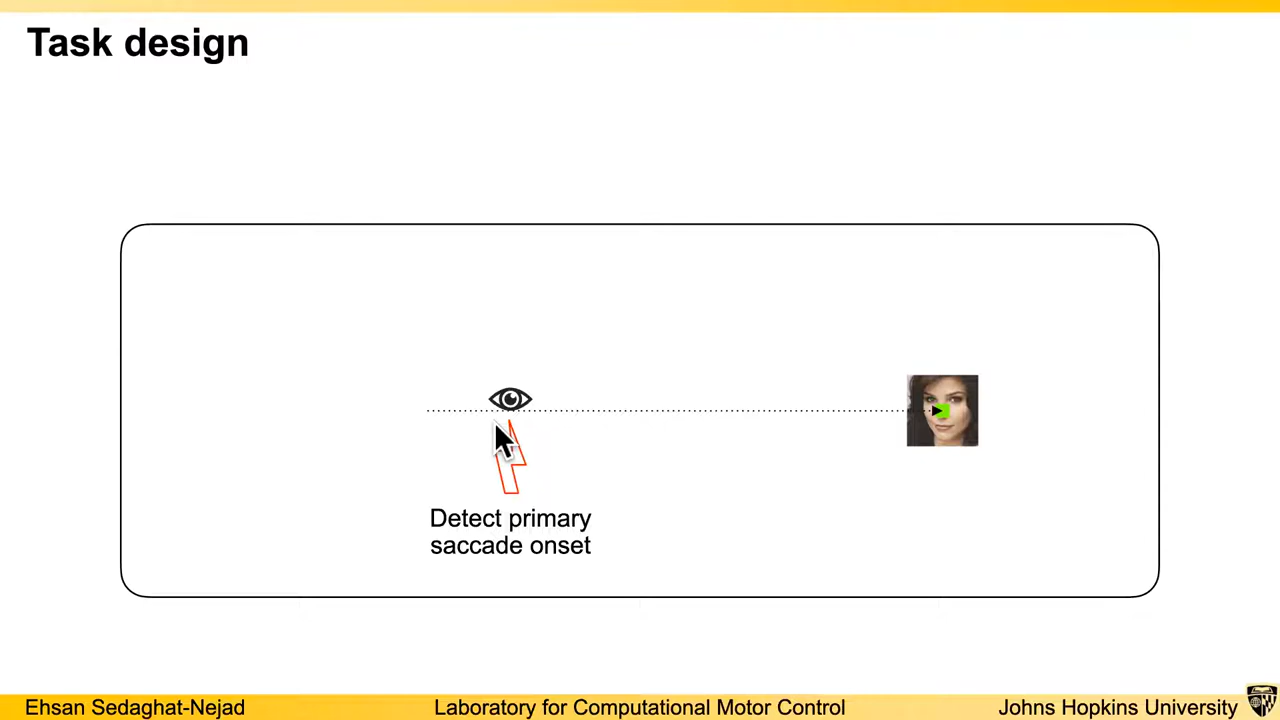 Task design
Detect primary
saccade onset
Ehsan Sedaghat-Nejad
Laboratory for Computational Motor Control
Johns Hopkins University